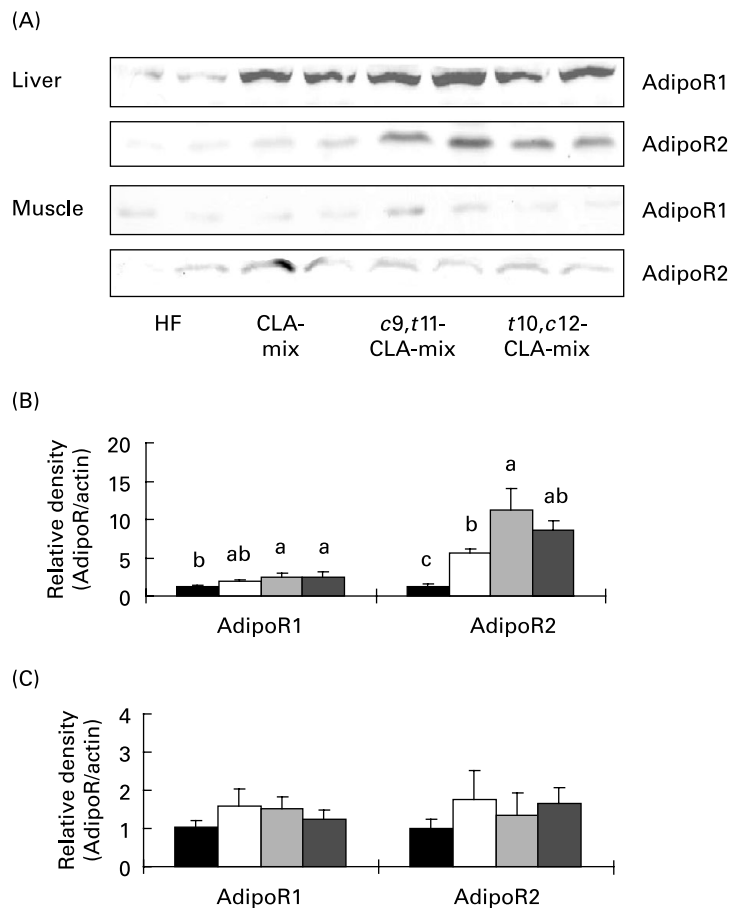 (A)
Liver
AdipoR1
AdipoR2
Muscle
AdipoR1
AdipoR2
HF
CLA-
mix
c9,t11-
CLA-mix
t10,c12-
CLA-mix
(B)
Relative density
(AdipoR/actin)
20
15
10
5
0
b
ab
a
a
c
b
a
ab
AdipoR1
AdipoR2
(C)
Relative density
(AdipoR/actin)
4
3
2
1
0
AdipoR1
AdipoR2